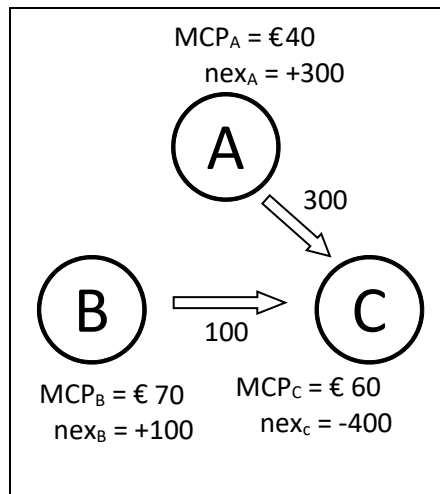 MCPA = €40
nexA = +300
A
300
B
C
100
MCPB = € 70
nexB = +100
MCPC = € 60
nexc = -400